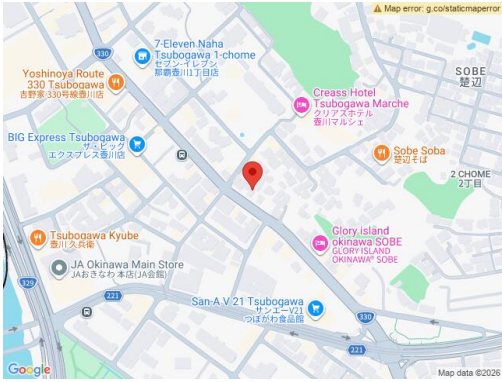 Map error: g.co/staticmaperror
7-Eleven Naha
Tsubogawa 1-chome
セブン-イレブン
那覇壺川1丁目店
330
Yoshinoya Route
330 Tsubogawa
吉野家 330号線壺川店
SOBE
楚辺
Creass Hotel
Tsubogawa Marche
クリアスホテル
壺川マルシェ
BIG Express Tsubogawa
ザ・ビッグ
エクスプレス壺川店
Sobe Soba
楚辺そば
2 CHOME
2丁目
Tsubogawa Kyube
壺川 久兵衛
Glory island
okinawa SOBE
GLORY ISLAND
OKINAWA® SOBE
JA Okinawa Main Store
JAおきなわ 本店(JA会館)
329
221
San-A V 21 Tsubogawa
サンエーV21
つぼがわ食品館
330
221
Google
Map data ©2026